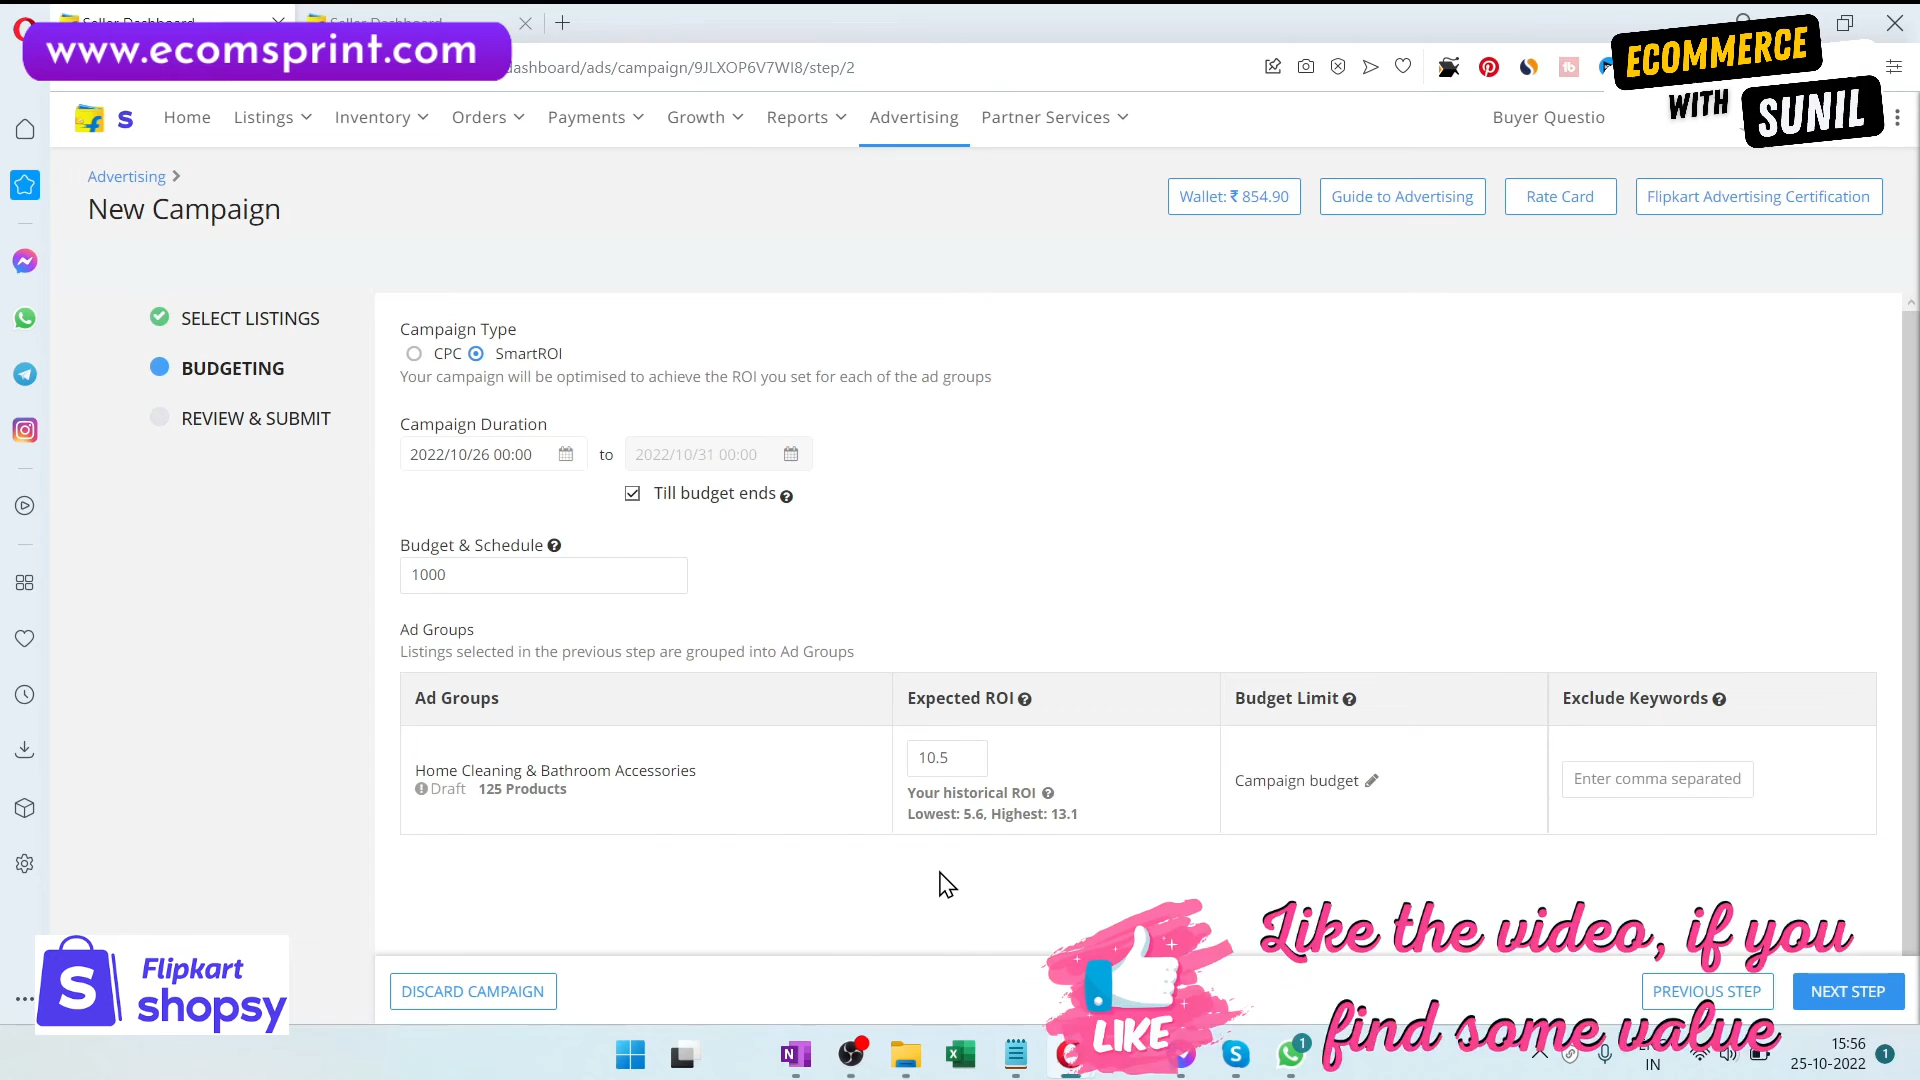 Seller Dashboard
Seller Dashboard
www.ecomsprint.com
dashboard/ads/campaign/9JLXOP6V7WI8/step/2
ECOMMERCE
WITH SUNIL
Home Listings Inventory Orders Payments Growth Reports Advertising Partner Services Buyer Questio
Advertising
New Campaign
Wallet: ₹ 854.90 Guide to Advertising Rate Card Flipkart Advertising Certification
SELECT LISTINGS
BUDGETING
REVIEW & SUBMIT
Campaign Type
CPC SmartROI
Your campaign will be optimised to achieve the ROI you set for each of the ad groups
Campaign Duration
2022/10/26 00:00 to 2022/10/31 00:00
Till budget ends
Budget & Schedule
1000
Ad Groups
Listings selected in the previous step are grouped into Ad Groups
Ad Groups Expected ROI Budget Limit Exclude Keywords
10.5
Home Cleaning & Bathroom Accessories
Draft 125 Products
Your historical ROI
Lowest: 5.6, Highest: 13.1
Campaign budget
Enter comma separated
Like the video, if you
find some value
LIKE
S Flipkart
shopsy
DISCARD CAMPAIGN PREVIOUS STEP NEXT STEP
IN
15:56
25-10-2022
1
1